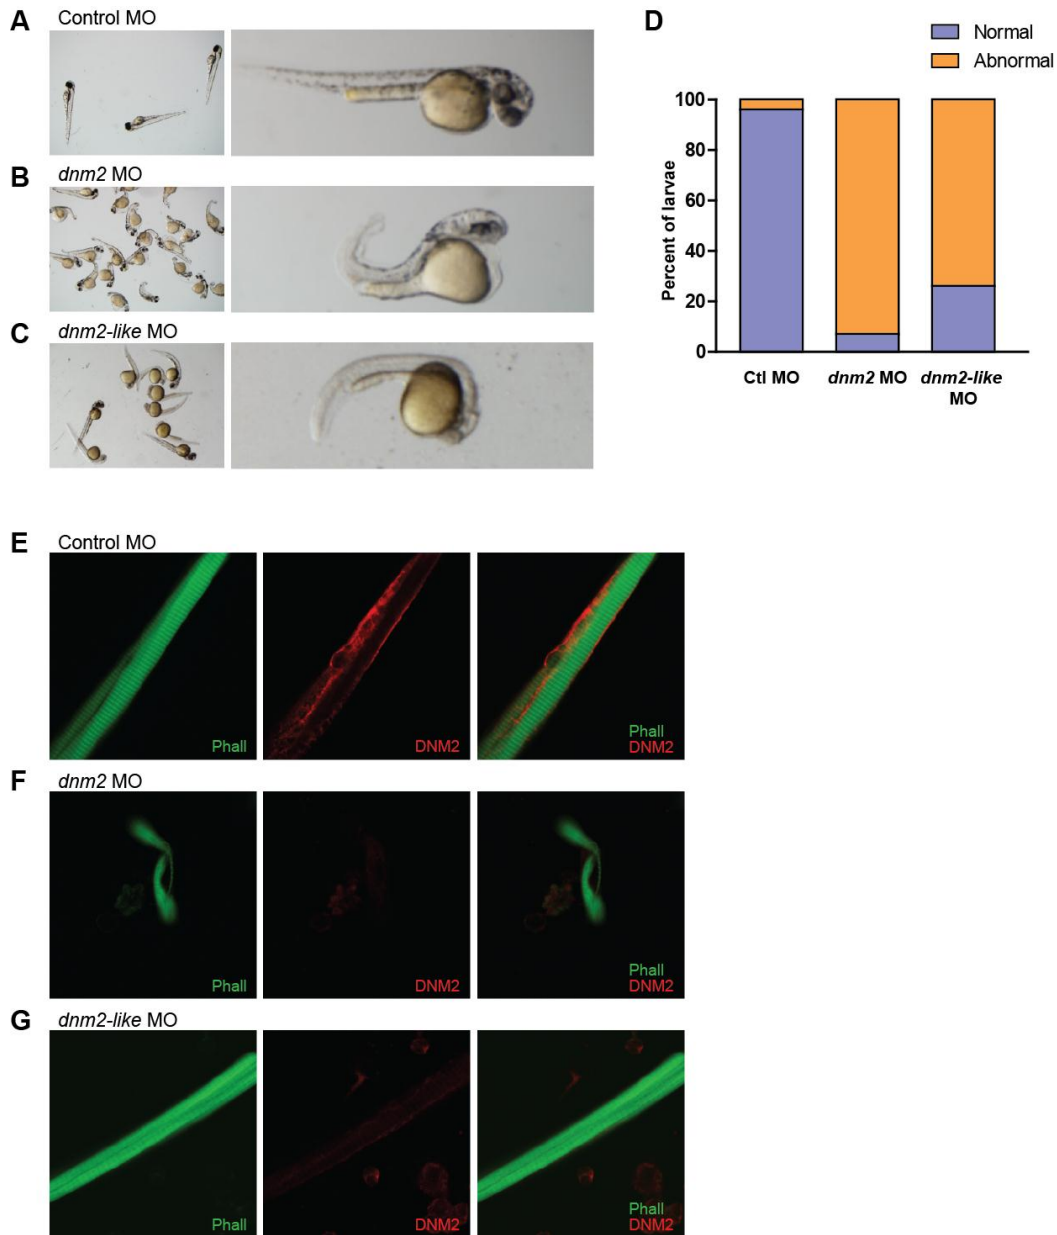 A
Control MO
B
dnm2 MO
C
dnm2-like MO
D
Normal
Abnormal
100
80
60
40
20
0
Percent of larvae
Ctl MO
dnm2 MO
dnm2-like
MO
E
Control MO
Phall
DNM2
Phall
DNM2
F
dnm2 MO
Phall
DNM2
Phall
DNM2
G
dnm2-like MO
Phall
DNM2
Phall
DNM2